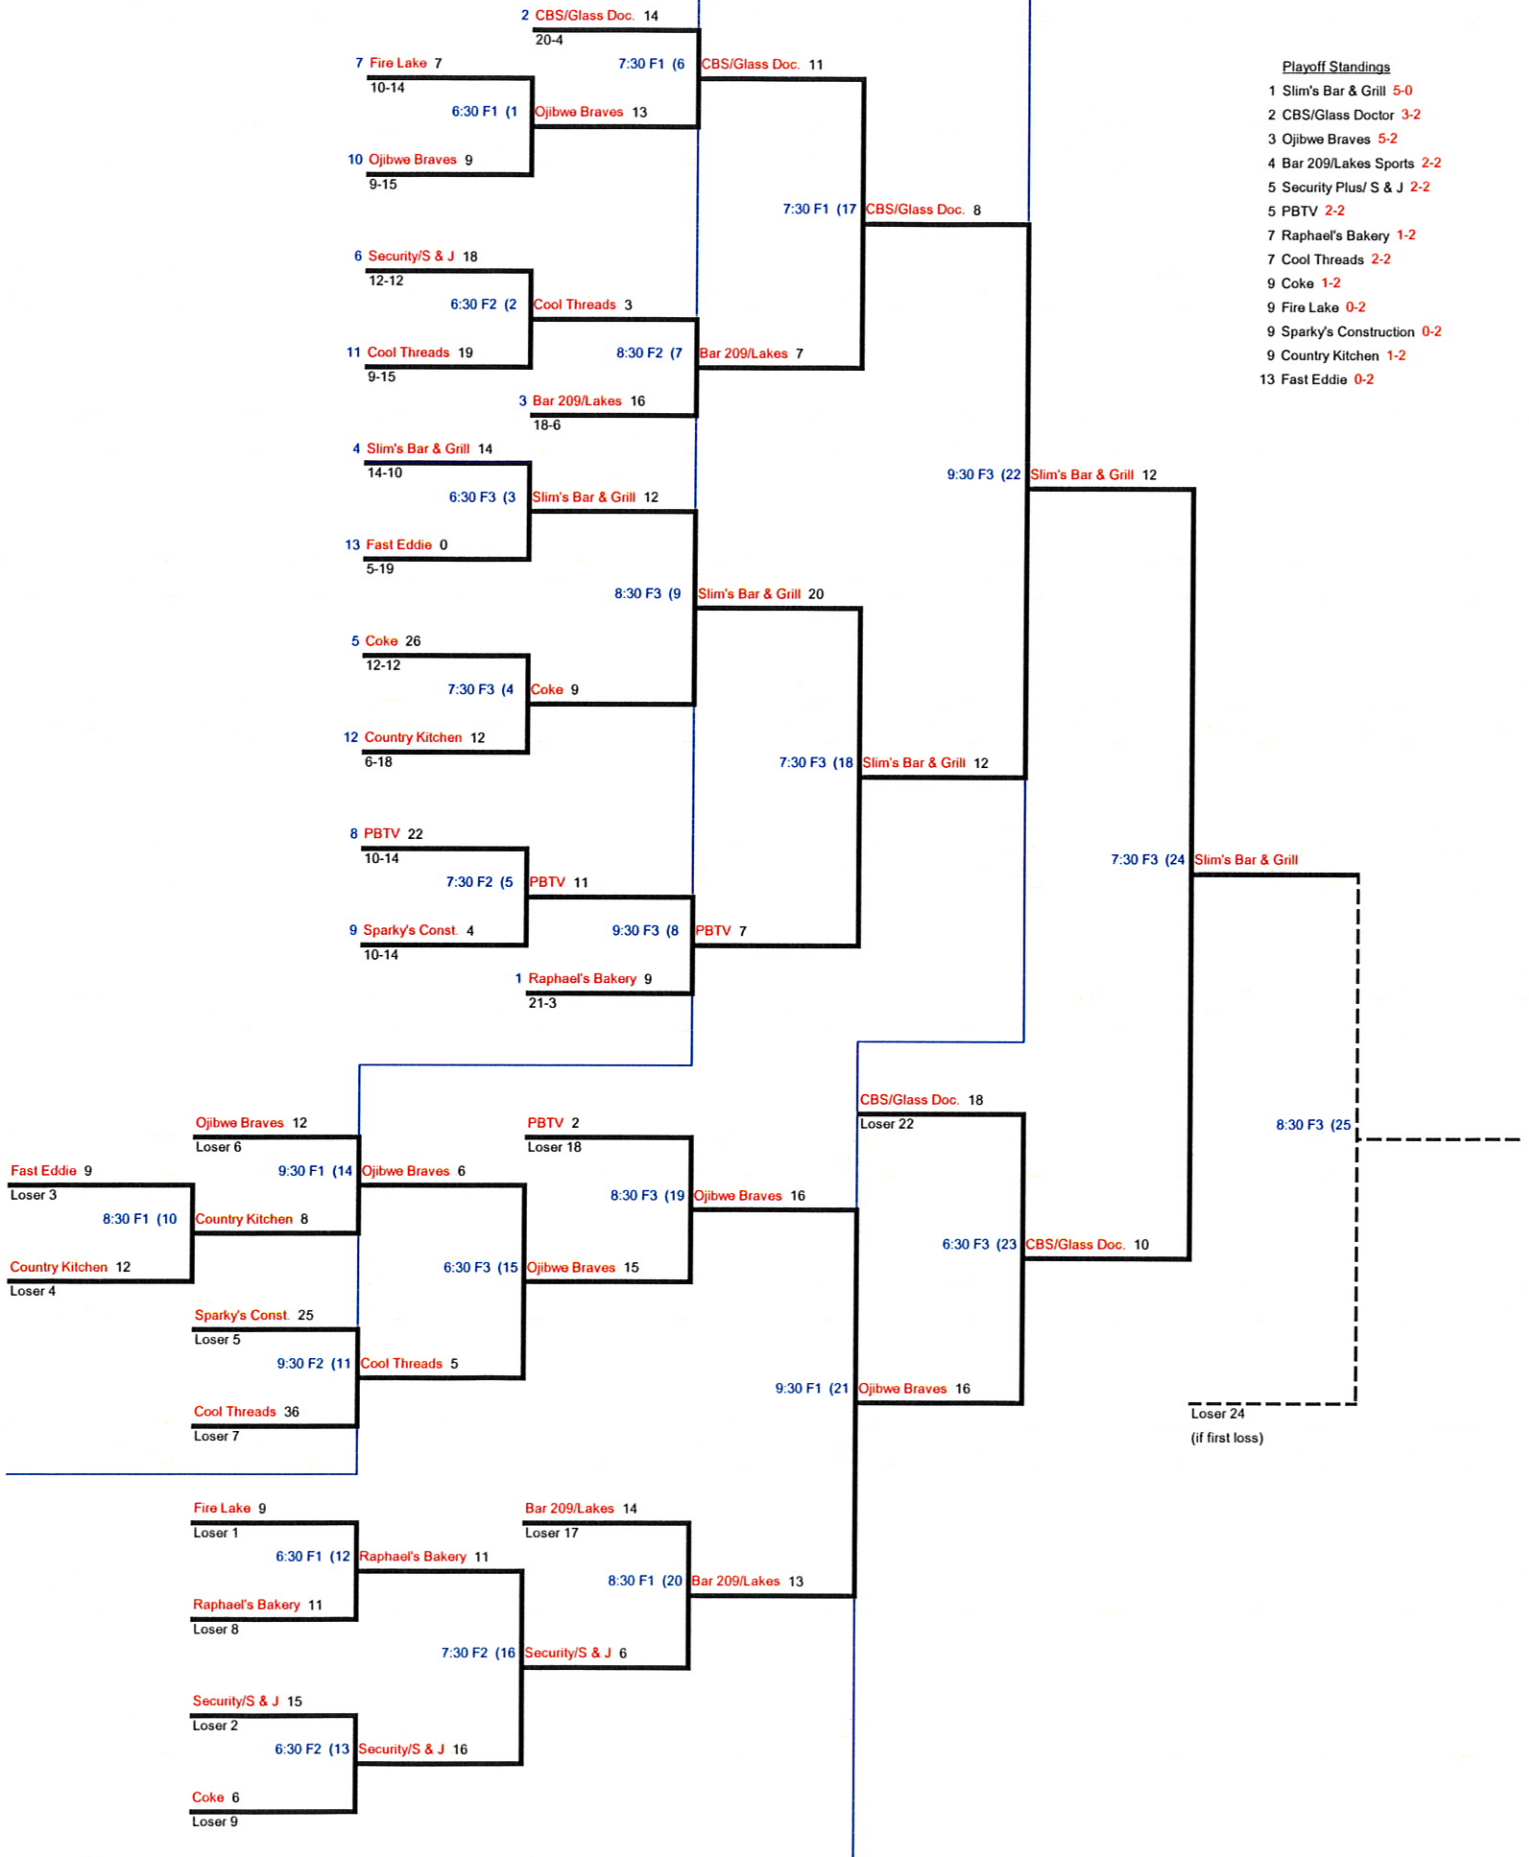 2 CBS/Glass Doc. 14
20-4
7:30 F1 (6 CBS/Glass Doc. 11
7 Fire Lake 7
10-14
6:30 F1 (1 Ojibwe Braves 13
10 Ojibwe Braves 9
9-15
7:30 F1 (17 CBS/Glass Doc. 8
6 Security/S & J 18
12-12
6:30 F2 (2 Cool Threads 3
8:30 F2 (7 Bar 209/Lakes 7
11 Cool Threads 19
9-15
3 Bar 209/Lakes 16
18-6
4 Slim's Bar & Grill 14
14-10
9:30 F3 (22 Slim's Bar & Grill 12
6:30 F3 (3 Slim's Bar & Grill 12
13 Fast Eddie 0
5-19
8:30 F3 (9 Slim's Bar & Grill 20
5 Coke 26
12-12
7:30 F3 (4 Coke 9
12 Country Kitchen 12
6-18
7:30 F3 (18 Slim's Bar & Grill 12
8 PBTV 22
10-14
7:30 F3 (24 Slim's Bar & Grill
7:30 F2 (5 PBTV 11
9 Sparky's Const. 4
10-14
9:30 F3 (8 PBTV 7
1 Raphael's Bakery 9
21-3
Playoff Standings
1 Slim's Bar & Grill 5-0
2 CBS/Glass Doctor 3-2
3 Ojibwe Braves 5-2
4 Bar 209/Lakes Sports 2-2
5 Security Plus/ S & J 2-2
5 PBTV 2-2
7 Raphael's Bakery 1-2
7 Cool Threads 2-2
9 Coke 1-2
9 Fire Lake 0-2
9 Sparky's Construction 0-2
9 Country Kitchen 1-2
13 Fast Eddie 0-2
CBS/Glass Doc. 18
Loser 22
Ojibwe Braves 12
Loser 6
PBTV 2
Loser 18
8:30 F3 (25
Fast Eddie 9
Loser 3
9:30 F1 (14 Ojibwe Braves 6
8:30 F3 (19 Ojibwe Braves 16
8:30 F1 (10 Country Kitchen 8
6:30 F3 (23 CBS/Glass Doc. 10
Country Kitchen 12
Loser 4
6:30 F3 (15 Ojibwe Braves 15
Sparky's Const. 25
Loser 5
9:30 F2 (11 Cool Threads 5
9:30 F1 (21 Ojibwe Braves 16
Cool Threads 36
Loser 7
Loser 24
(if first loss)
Fire Lake 9
Loser 1
Bar 209/Lakes 14
Loser 17
6:30 F1 (12 Raphael's Bakery 11
8:30 F1 (20 Bar 209/Lakes 13
Raphael's Bakery 11
Loser 8
7:30 F2 (16 Security/S & J 6
Security/S & J 15
Loser 2
6:30 F2 (13 Security/S & J 16
Coke 6
Loser 9